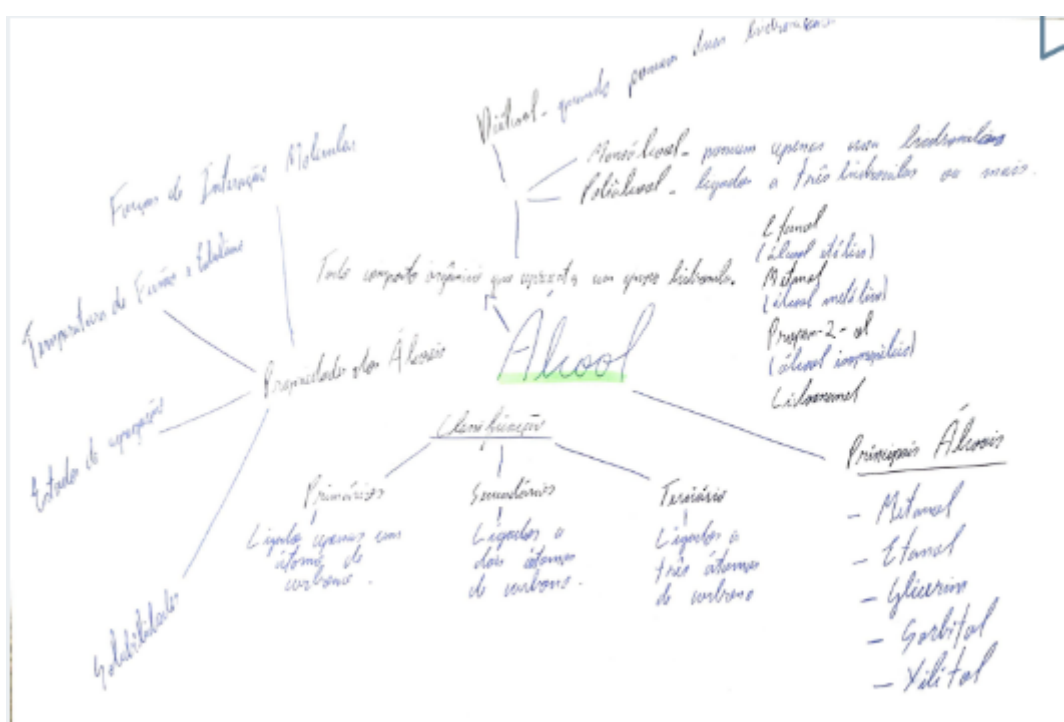 Diálcool - quando possuem duas hidroxilas
Monoálcool - possuem apenas uma hidroxila
Poliálcool - ligados a três hidroxilas ou mais.
Forças de Interação Molecular
Temperatura de Fusão e Ebulição
Estados de agregação
Solubilidade
Propriedades dos Álcoois
Todo composto orgânico que apresenta um grupo hidroxila.
Álcool
Etanol
(álcool etílico)
Metanol
(álcool metílico)
Propan-2-ol
(álcool isopropílico)
Classificação
Primários
Ligado apenas um
átomo de
carbono.
Secundários
Ligados a
dois átomos
de carbono.
Terciário
Ligados a
três átomos
de carbono
Principais Álcoois
- Metanol
- Etanol
- Glicerina
- Sorbitol
- Xilitol